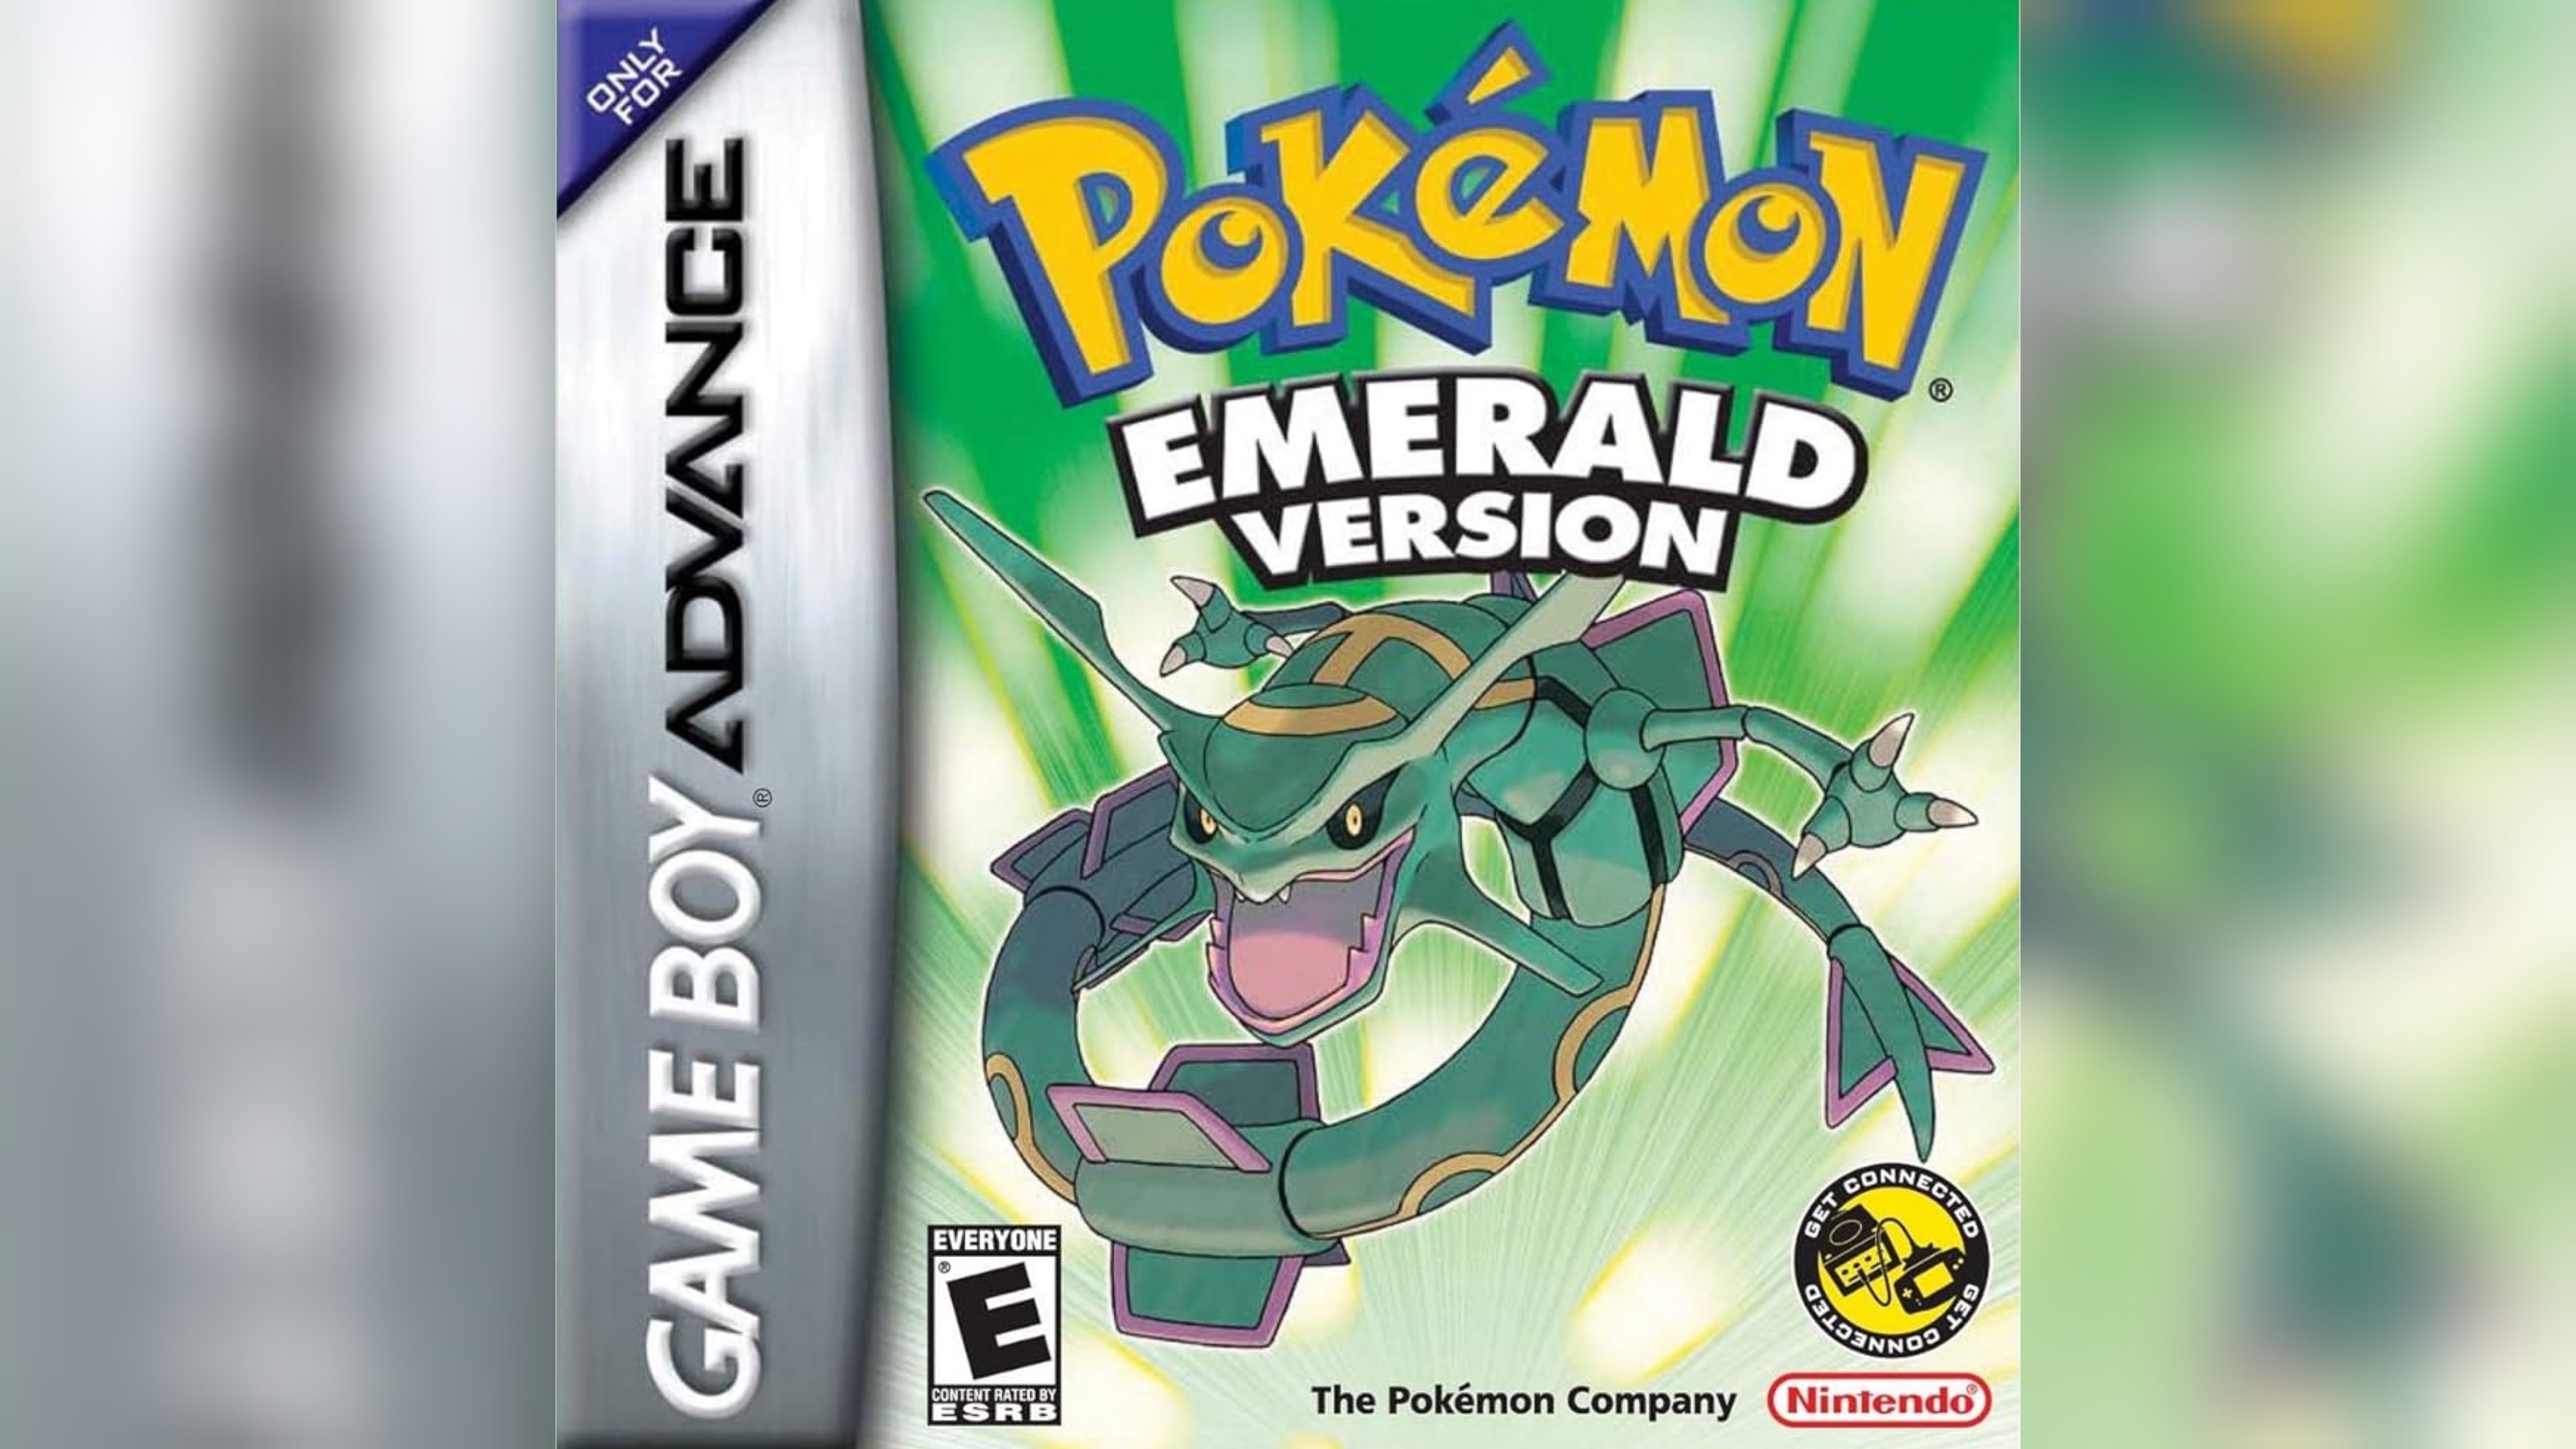 ONLY
FOR
GAME BOY ADVANCE
®
POKéMON
®
EMERALD
VERSION
EVERYONE
®
E
CONTENT RATED BY
ESRB
GET CONNECTED
GET CONNECTED
The Pokémon Company
Nintendo®